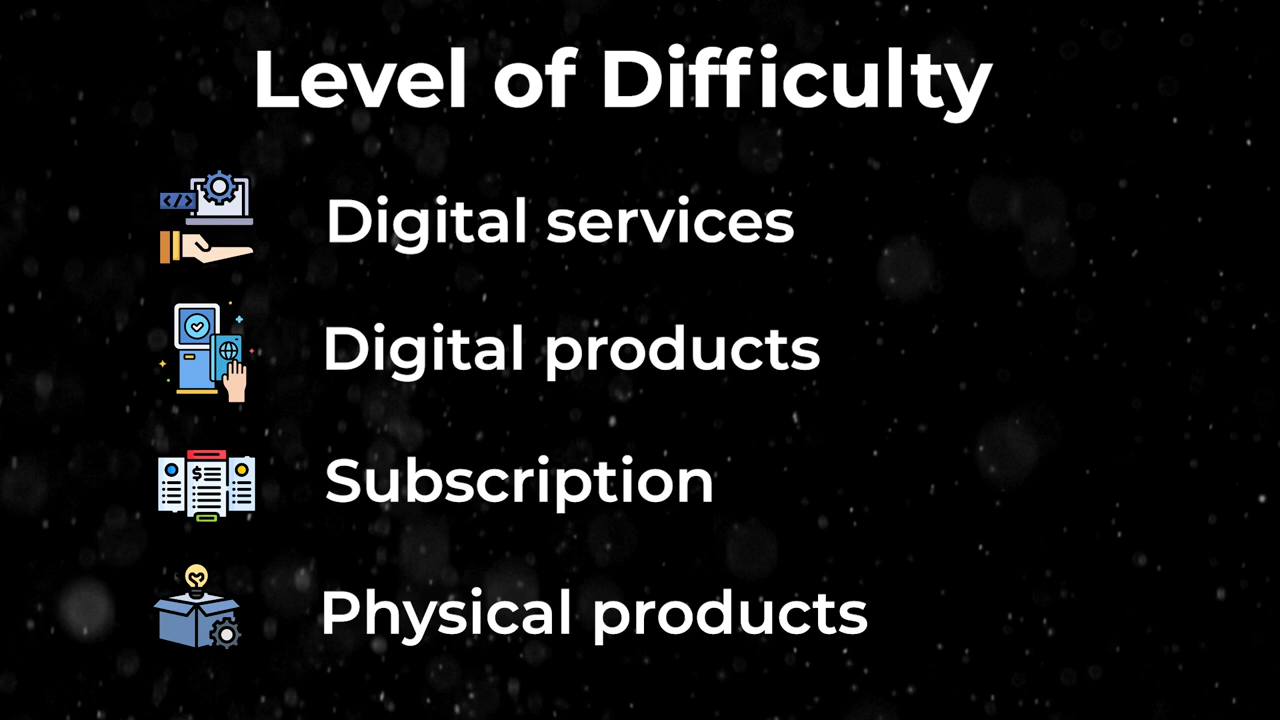 Level of Difficulty
Digital services
Digital products
Subscription
Physical products